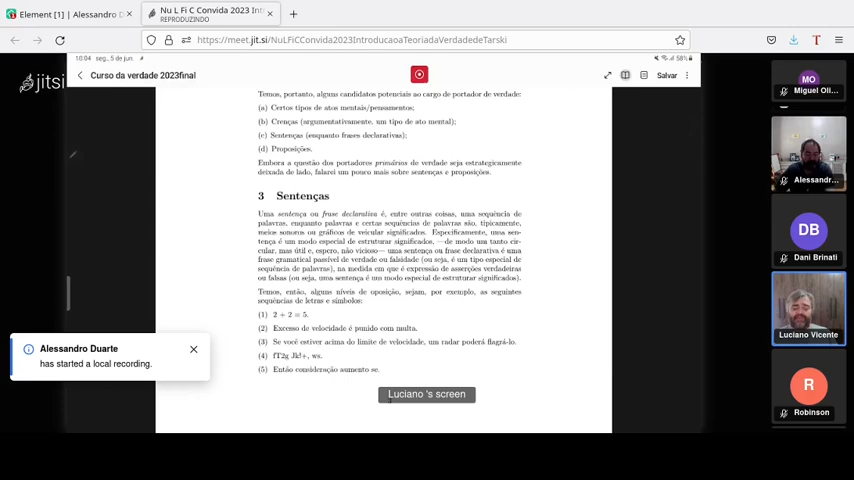 Element [1] | Alessandro D
Nu L Fi C Convida 2023 Int
REPRODUZINDO
https://meet.jit.si/NuLFiCConvida2023IntroducaoaTeoriadaVerdadedeTarski
jitsi
10:04 seg., 5 de jun.
58%
Curso da verdade 2023final
Salvar
Temos, portanto, alguns candidatos potenciais ao cargo de portador de verdade:
(a) Certos tipos de atos mentais/pensamentos;
(b) Crenças (argumentativamente, um tipo de ato mental);
(c) Sentenças (enquanto frases declarativas);
(d) Proposições.
Embora a questão dos portadores primários de verdade seja estrategicamente
deixada de lado, falarei um pouco mais sobre sentenças e proposições.
3 Sentenças
Uma sentença ou frase declarativa é, entre outras coisas, uma sequência de
palavras, enquanto palavras e certas sequências de palavras são, tipicamente,
meios sonoros ou gráficos de veicular significados. Especificamente, uma sen-
tença é um modo especial de estruturar significados, —de modo um tanto cir-
cular, mas útil e, espero, não vicioso— uma sentença ou frase declarativa é uma
frase gramatical passível de verdade ou falsidade (ou seja, é um tipo especial de
sequência de palavras), na medida em que é expressão de asserções verdadeiras
ou falsas (ou seja, uma sentença é um modo especial de estruturar significados).
Temos, então, alguns níveis de oposição, sejam, por exemplo, as seguintes
sequências de letras e símbolos:
(1) 2 + 2 = 5.
(2) Excesso de velocidade é punido com multa.
(3) Se você estiver acima do limite de velocidade, um radar poderá flagrá-lo.
(4) fT2g Jk!+, ws.
(5) Então consideração aumento se.
Luciano 's screen
Alessandro Duarte
has started a local recording.
MO
Miguel Oli...
Alessandr...
DB
Dani Brinati
Luciano Vicente
R
Robinson